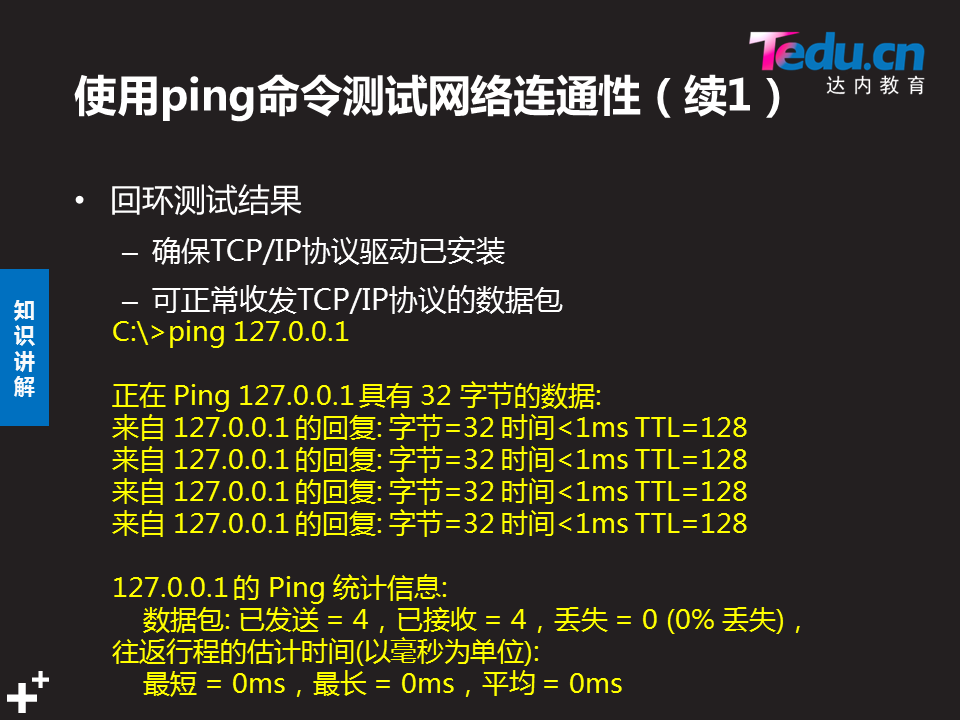 Tedu.cn
达内教育
使用ping命令测试网络连通性（续1）
• 回环测试结果
– 确保TCP/IP协议驱动已安装
– 可正常收发TCP/IP协议的数据包
知识讲解
C:\>ping 127.0.0.1
正在 Ping 127.0.0.1 具有 32 字节的数据:
来自 127.0.0.1 的回复: 字节=32 时间<1ms TTL=128
来自 127.0.0.1 的回复: 字节=32 时间<1ms TTL=128
来自 127.0.0.1 的回复: 字节=32 时间<1ms TTL=128
来自 127.0.0.1 的回复: 字节=32 时间<1ms TTL=128
127.0.0.1 的 Ping 统计信息:
数据包: 已发送 = 4，已接收 = 4，丢失 = 0 (0% 丢失)，
往返行程的估计时间(以毫秒为单位):
最短 = 0ms，最长 = 0ms，平均 = 0ms